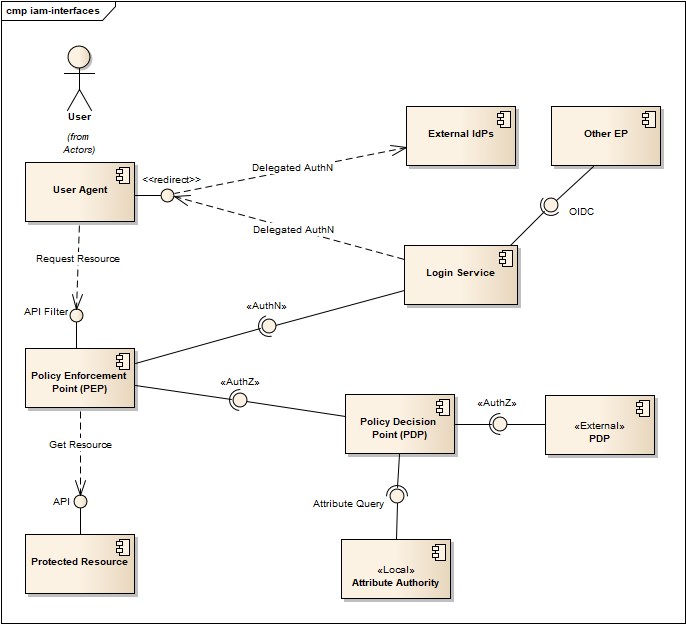 cmp iam-interfaces
User
(from
Actors)
User Agent
<<redirect>>
Delegated AuthN
External IdPs
Other EP
Delegated AuthN
OIDC
Login Service
Request Resource
API Filter
«AuthN»
Policy Enforcement
Point (PEP)
«AuthZ»
Policy Decision
Point (PDP)
«AuthZ»
«External»
PDP
Get Resource
API
Attribute Query
Protected Resource
«Local»
Attribute Authority